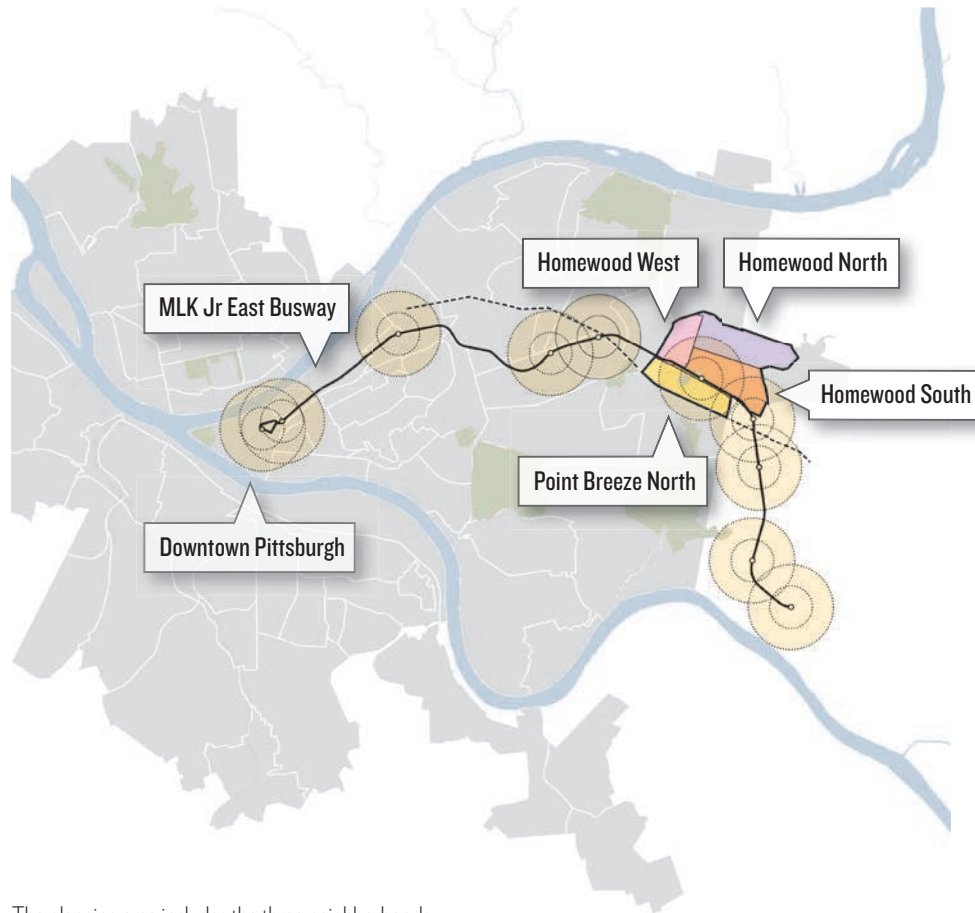 Homewood West
Homewood North
MLK Jr East Busway
Homewood South
Point Breeze North
Downtown Pittsburgh